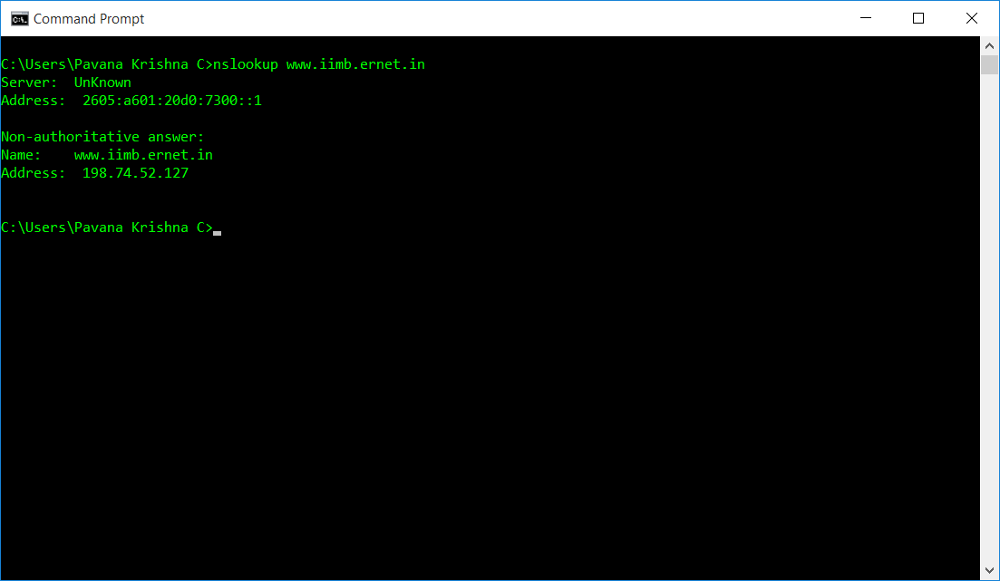 Command Prompt
C:\Users\Pavana Krishna C>nslookup www.iimb.ernet.in
Server:  UnKnown
Address:  2605:a601:20d0:7300::1
Non-authoritative answer:
Name:    www.iimb.ernet.in
Address:  198.74.52.127
C:\Users\Pavana Krishna C>